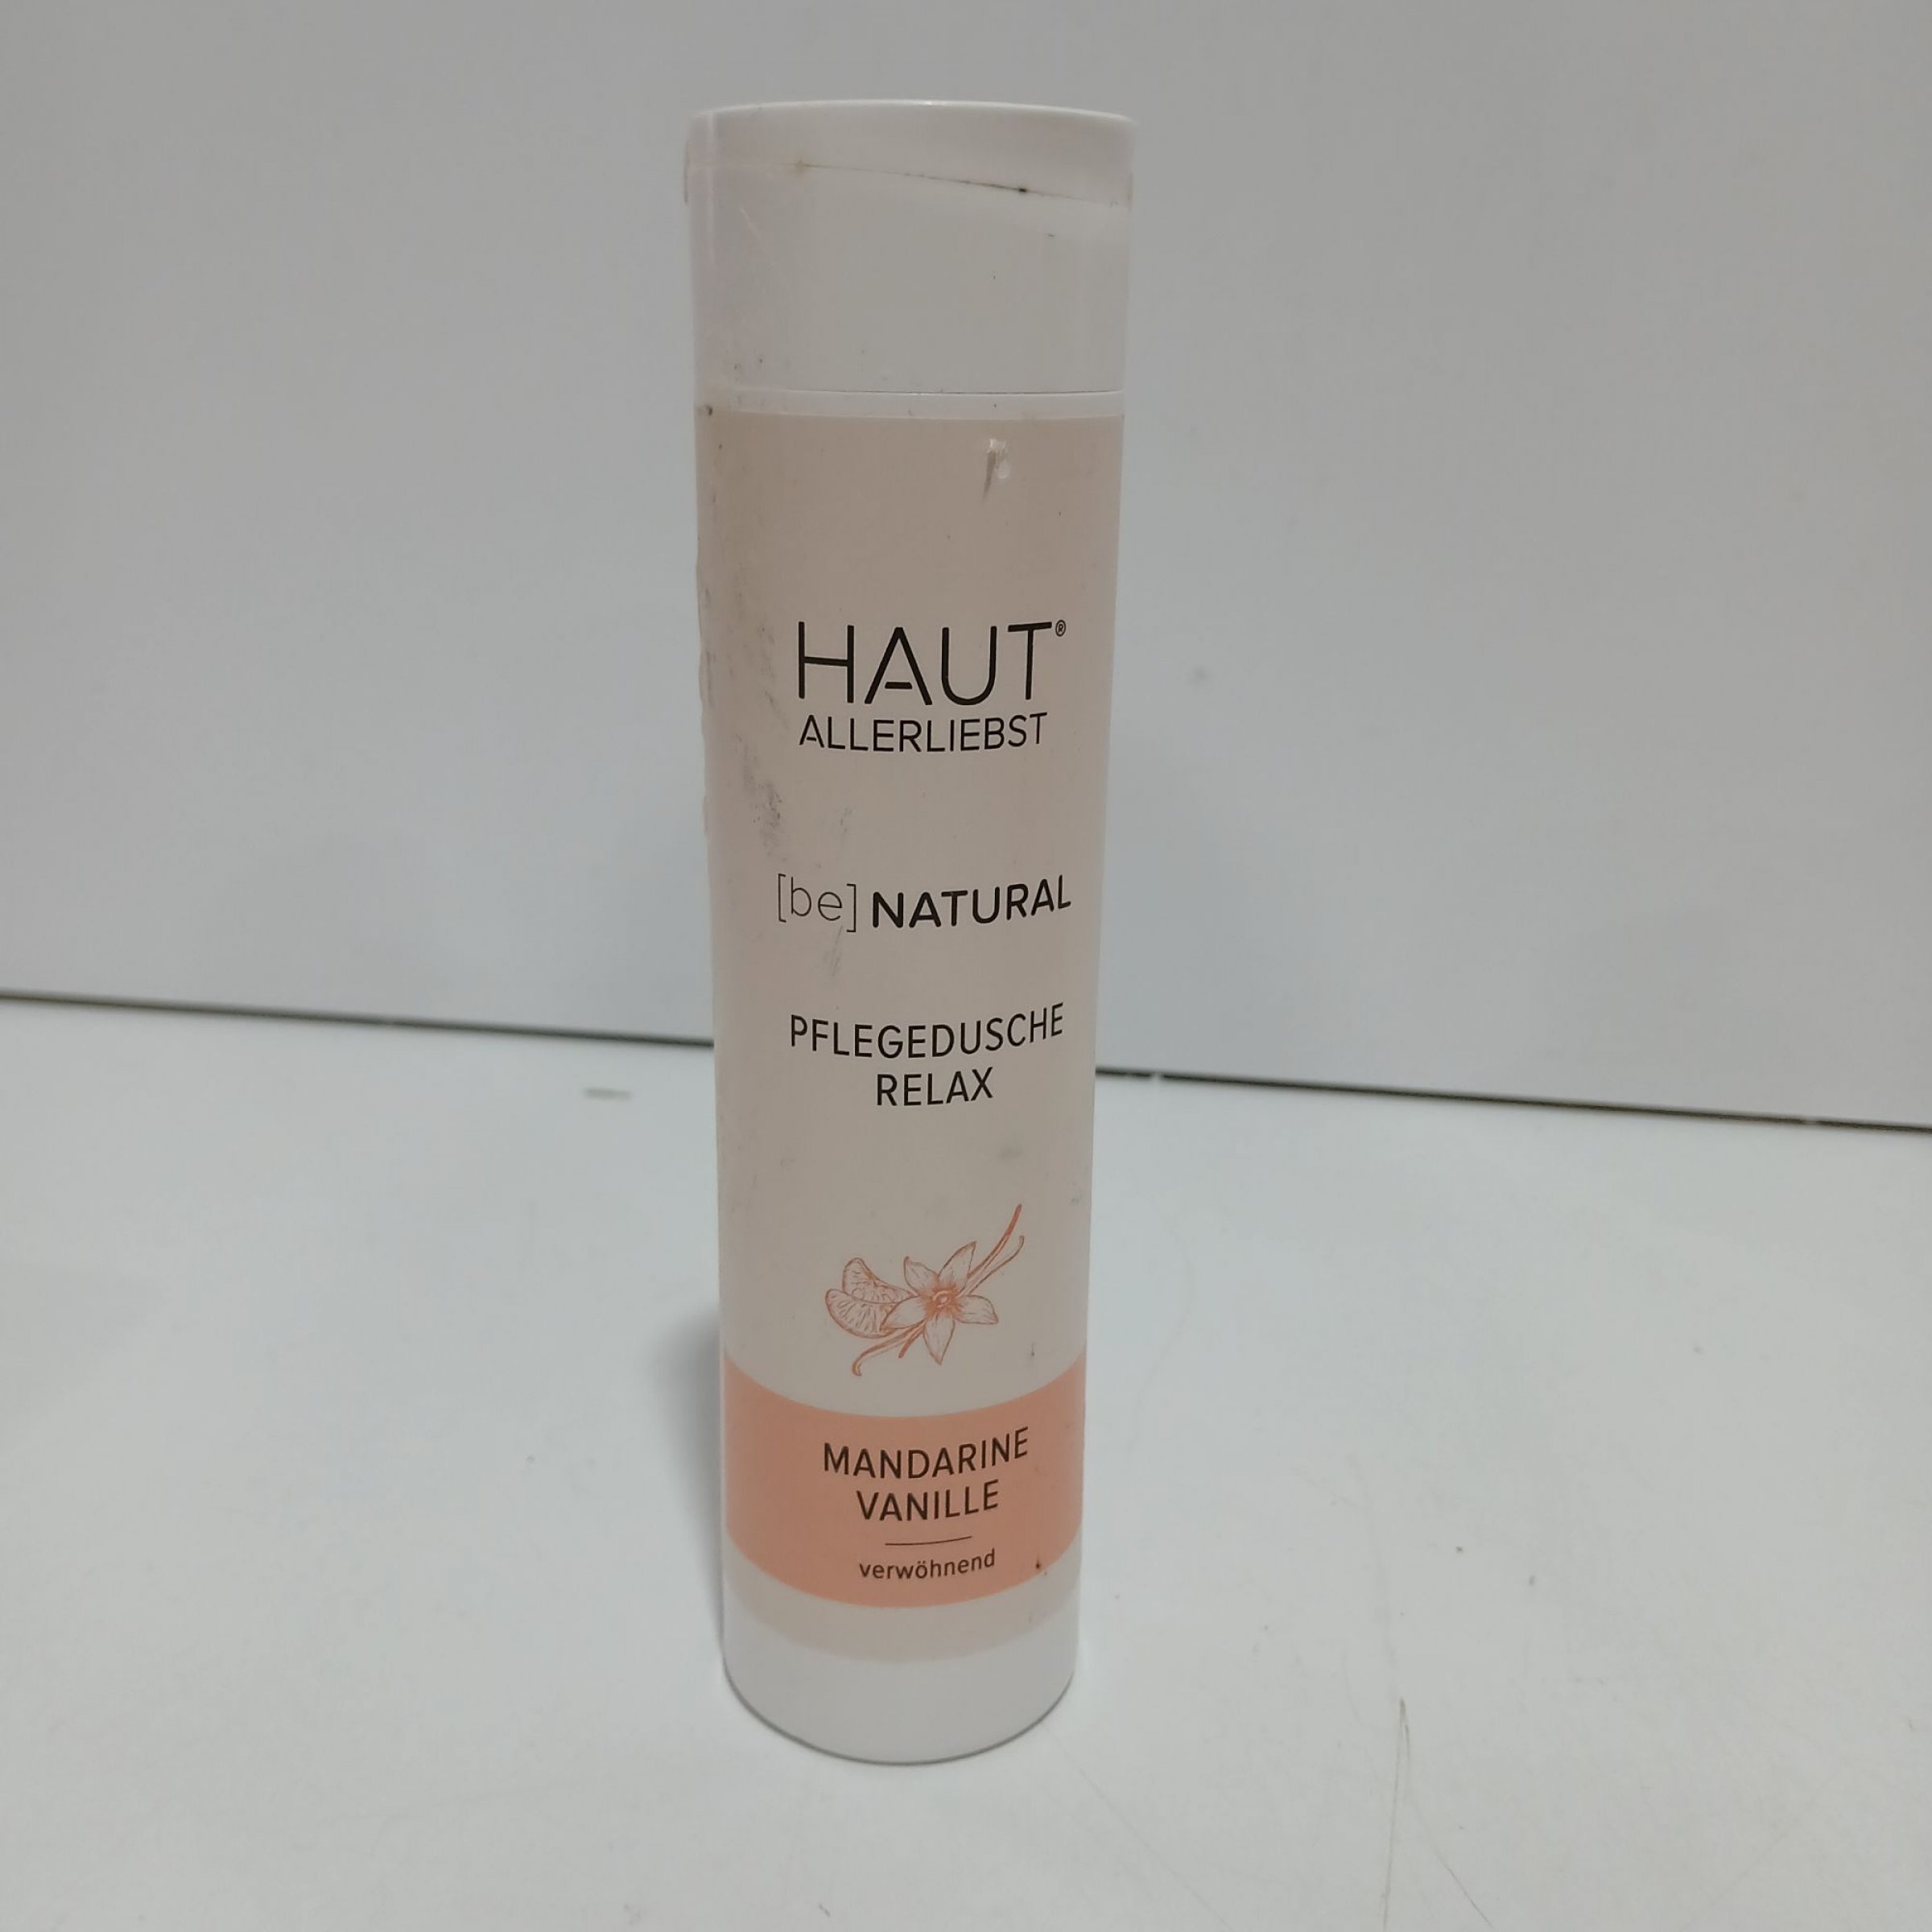 HAUT®
ALLERLIEBST
[be] NATURAL
PFLEGEDUSCHE
RELAX
MANDARINE
VANILLE
verwöhnend